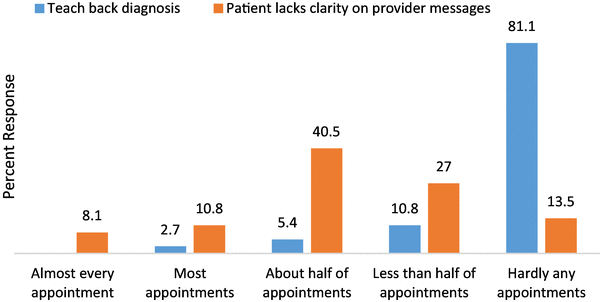 Teach back diagnosis
Patient lacks clarity on provider messages
Percent Response
8.1
2.7
10.8
5.4
40.5
10.8
27
81.1
13.5
Almost every
appointment
Most
appointments
About half of
appointments
Less than half of
appointments
Hardly any
appointments